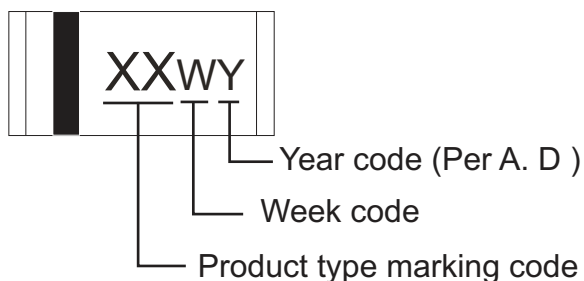 XXWY
Year code (Per A. D )
Week code
Product type marking code